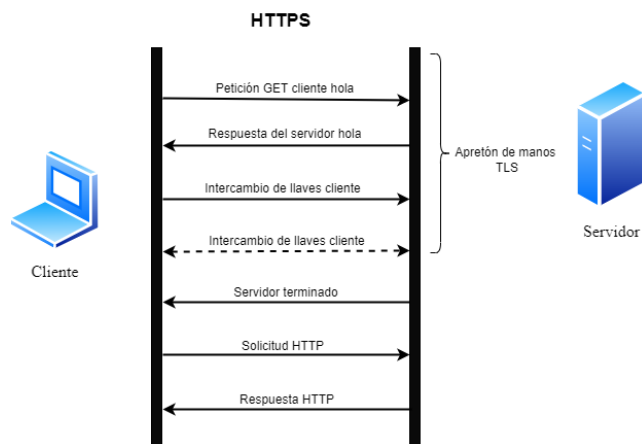 HTTPS
Petición GET cliente hola
Respuesta del servidor hola
Apretón de manos
TLS
Intercambio de llaves cliente
Intercambio de llaves cliente
Servidor terminado
Solicitud HTTP
Respuesta HTTP
Cliente
Servidor